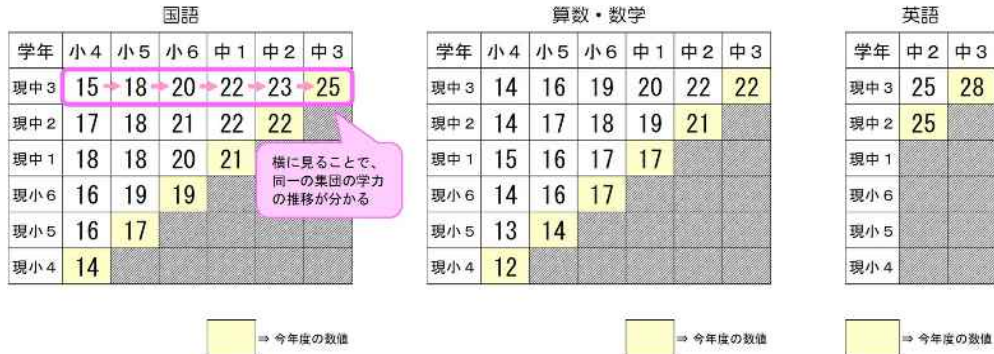 国語
学年 小4 小5 小6 中1 中2 中3
現中3 15 18 20 22 23 25
現中2 17 18 21 22 22
現中1 18 18 20 21
現小6 16 19 19
現小5 16 17
現小4 14
横に見ることで、
同一の集団の学力
の推移が分かる
⇒ 今年度の数値
算数・数学
学年 小4 小5 小6 中1 中2 中3
現中3 14 16 19 20 22 22
現中2 14 17 18 19 21
現中1 15 16 17 17
現小6 14 16 17
現小5 13 14
現小4 12
⇒ 今年度の数値
英語
学年 中2 中3
現中3 25 28
現中2 25
現中1
現小6
現小5
現小4
⇒ 今年度の数値